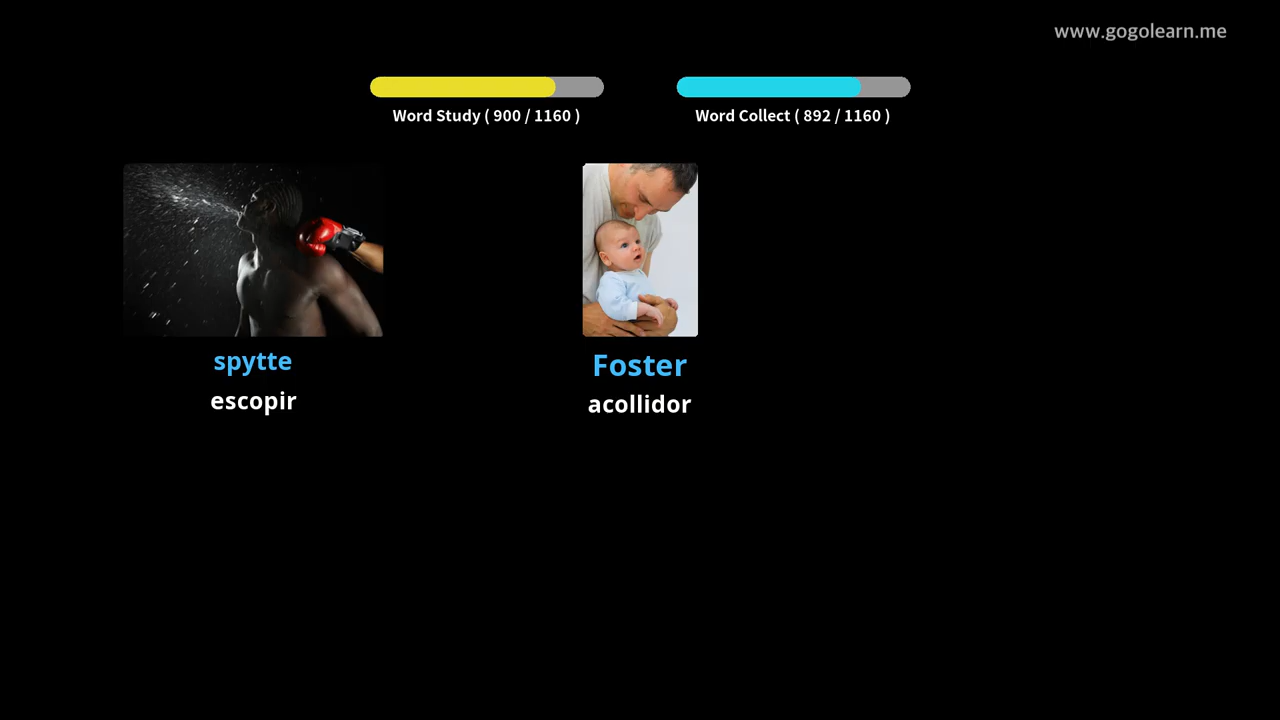 www.gogolearn.me
Word Study ( 900 / 1160 )
Word Collect ( 892 / 1160 )
spytte
escopir
Foster
acollidor